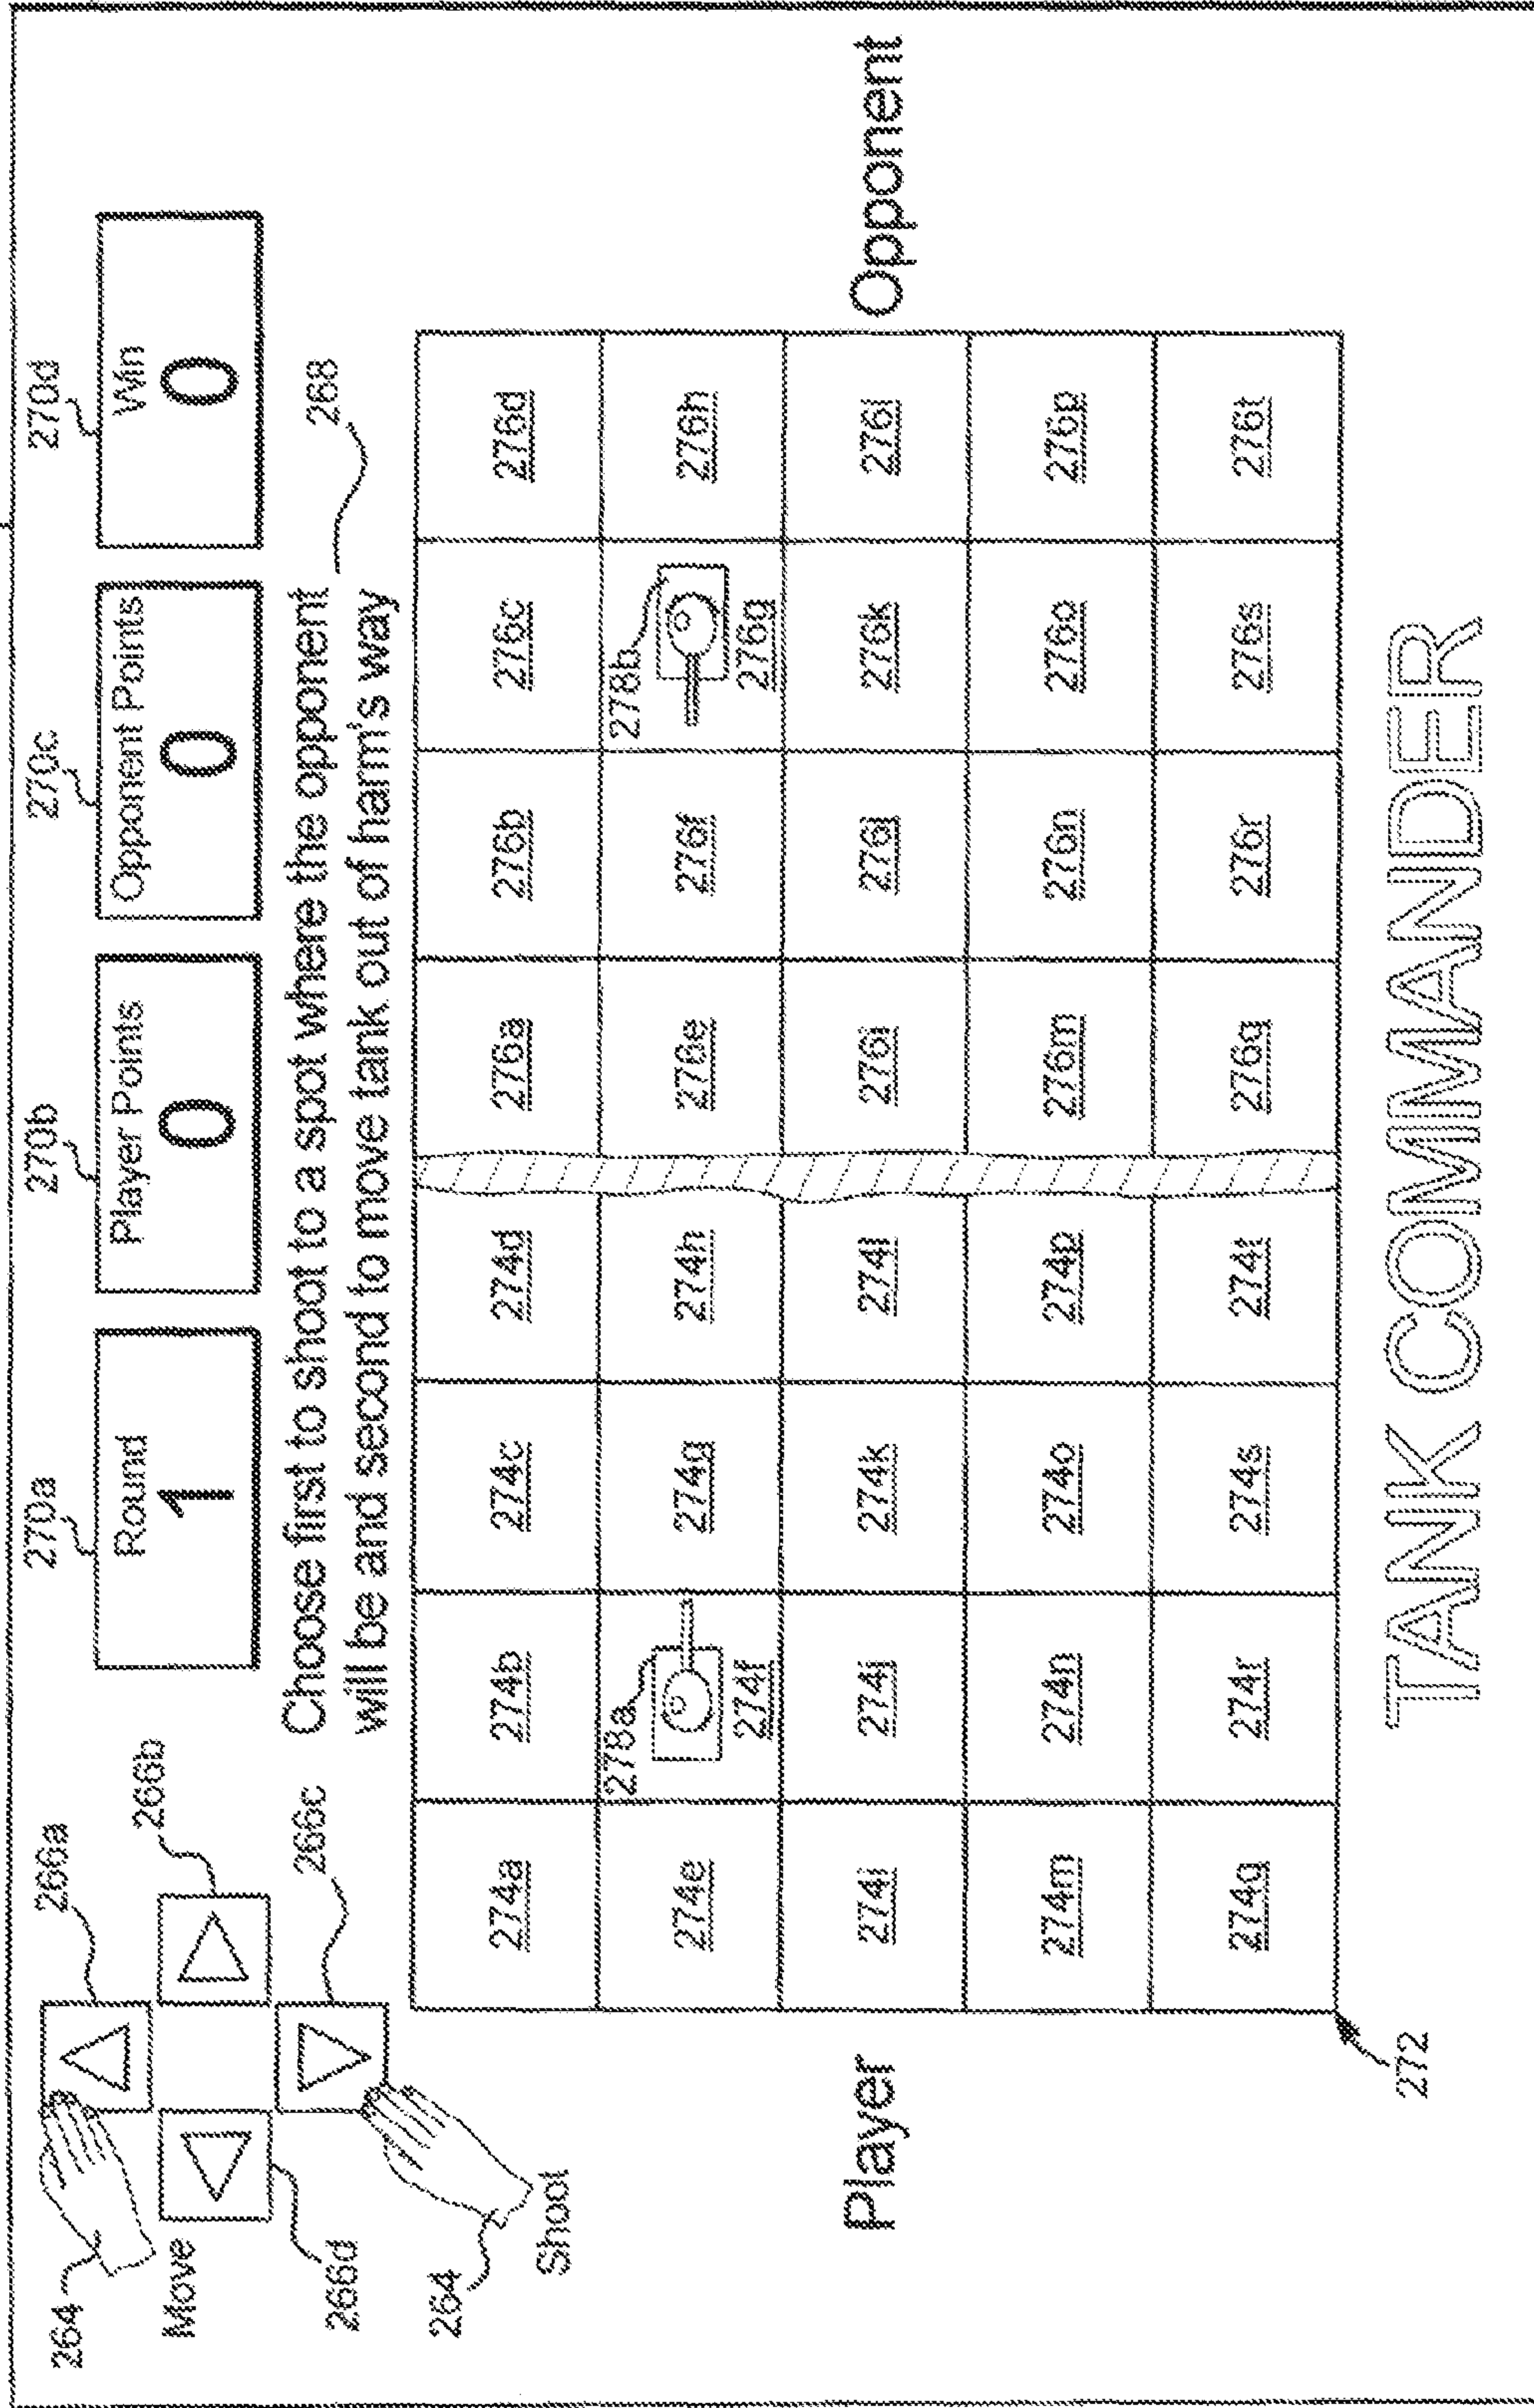 270a
270b
270c
270d
Round
Player Points
Opponent Points
Win
1
0
0
0
264
Move
266a
266b
266c
266d
264
Shoot
Choose first to shoot to a spot where the opponent
will be and second to move tank out of harm's way
268
274a 274b 274c 274d 276a 276b 276c 276d
278a
278b
274e 274f 274g 274h 276e 276f 276g 276h
274i 274j 274k 274l 276i 276j 276k 276l
274m 274n 274o 274p 276m 276n 276o 276p
274q 274r 274s 274t 276q 276r 276s 276t
Player
Opponent
272
TANK COMMANDER